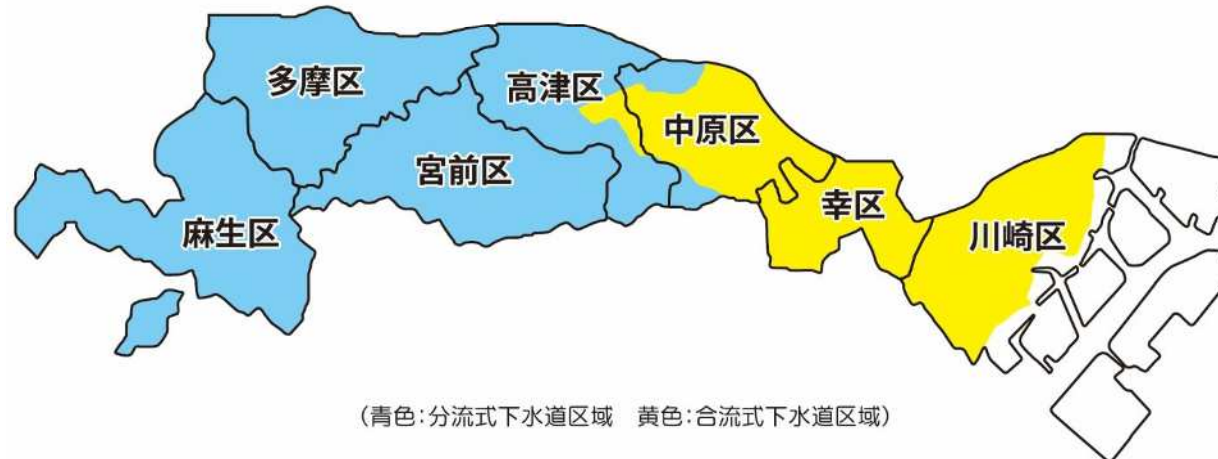 多摩区
高津区
中原区
宮前区
幸区
麻生区
川崎区
(青色:分流式下水道区域 黄色:合流式下水道区域)